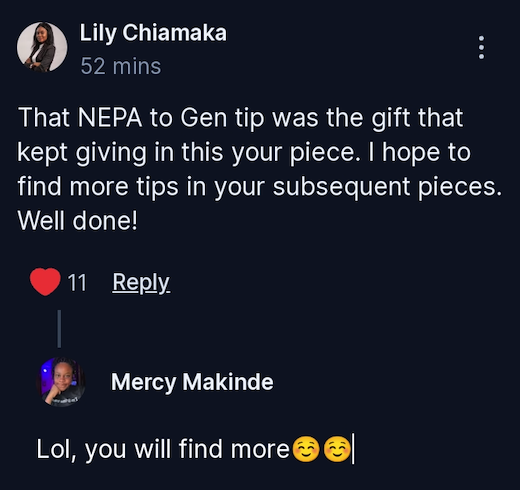 Lily Chiamaka
52 mins
That NEPA to Gen tip was the gift that
kept giving in this your piece. I hope to
find more tips in your subsequent pieces.
Well done!
❤️ 11 Reply
Mercy Makinde
Lol, you will find more☺️☺️